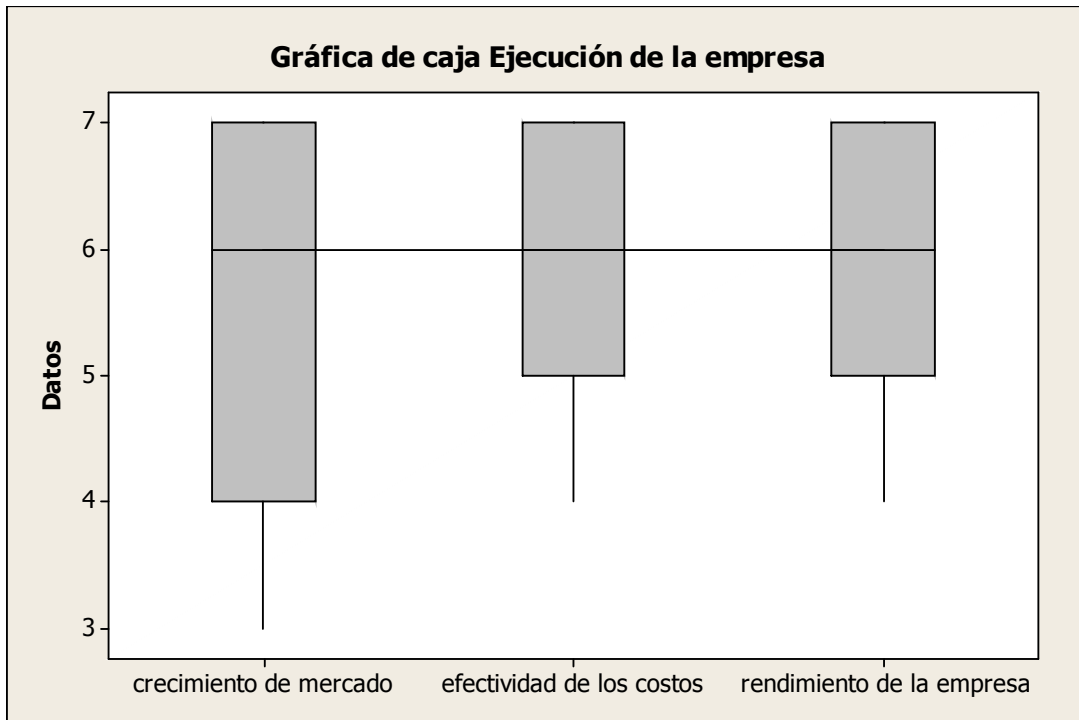 Gráfica de caja Ejecución de la empresa
Datos
7
6
5
4
3
crecimiento de mercado
efectividad de los costos
rendimiento de la empresa